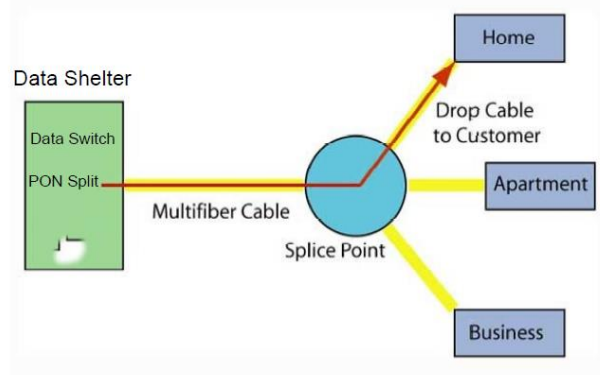 Data Shelter
Data Switch
PON Split
Multifiber Cable
Splice Point
Home
Drop Cable
to Customer
Apartment
Business